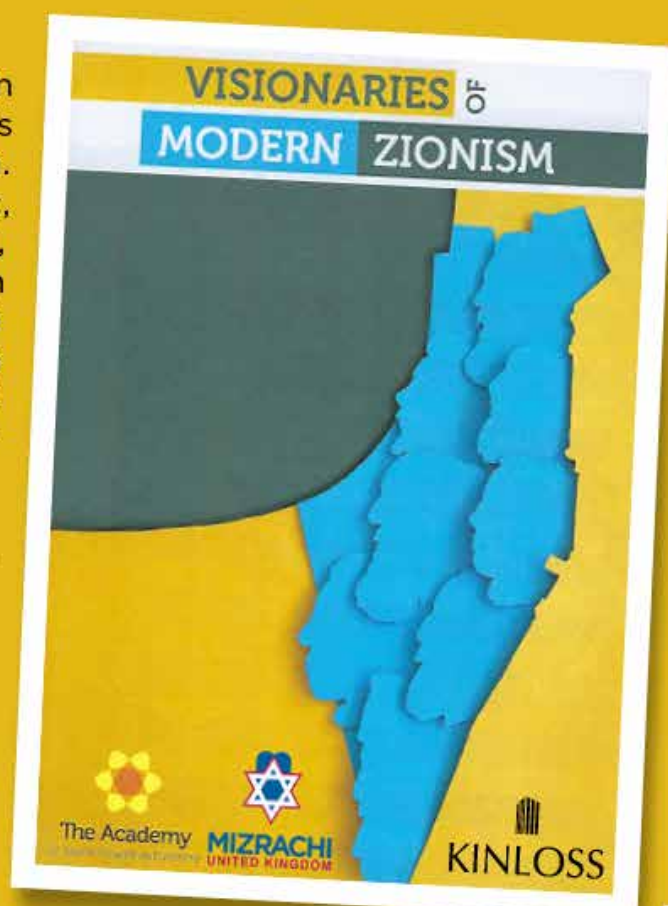 VISIONARIES OF
MODERN ZIONISM
The Academy
MIZRACHI
UNITED KINGDOM
KINLOSS